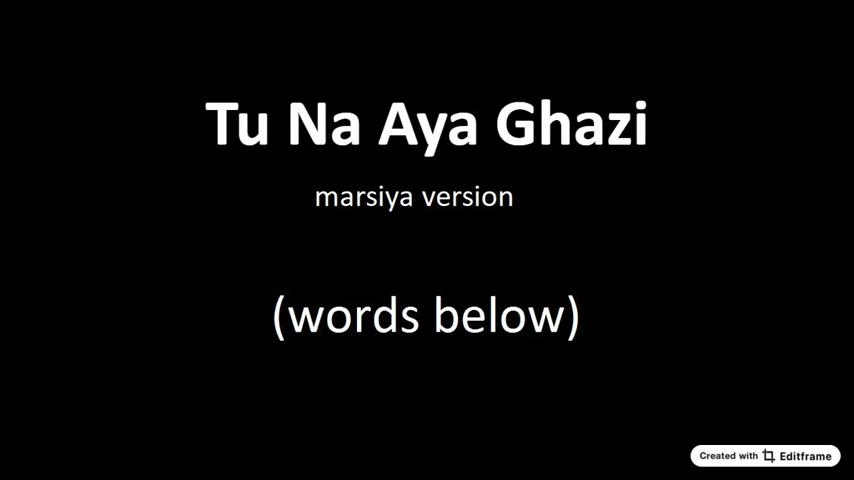 Tu Na Aya Ghazi
marsiya version
(words below)
Created with Editframe